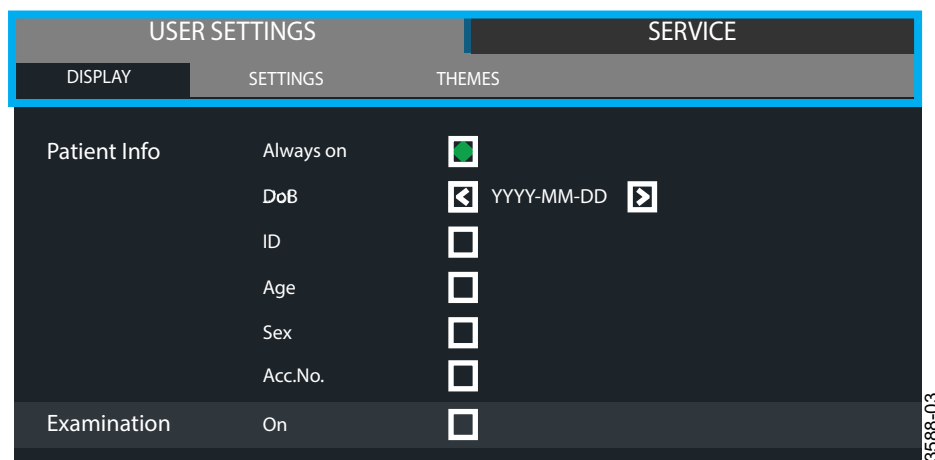 USER SETTINGS SERVICE
DISPLAY SETTINGS THEMES
Patient Info Always on
DoB YYYY-MM-DD
ID
Age
Sex
Acc.No.
Examination On
3588-03